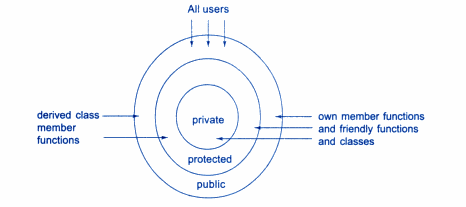 All users
derived class
member
functions
private
protected
public
own member functions
and friendly functions
and classes